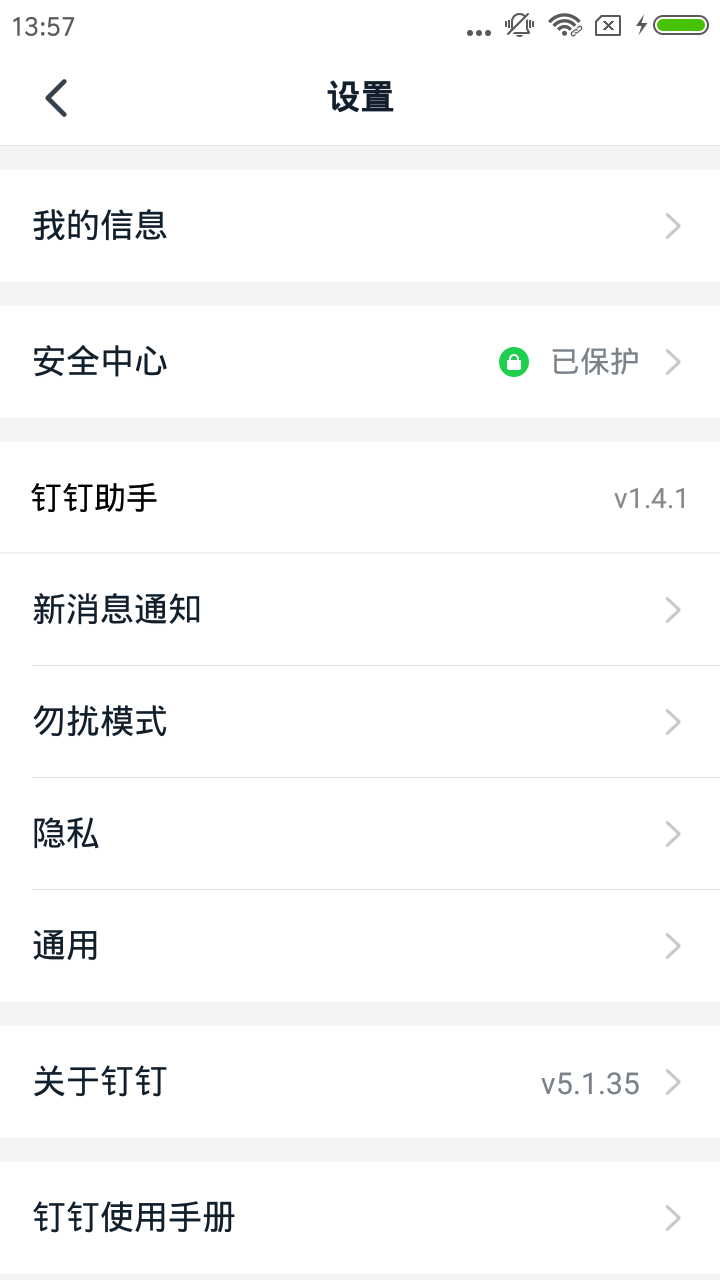 13:57
设置
我的信息
安全中心 已保护
钉钉助手 v1.4.1
新消息通知
勿扰模式
隐私
通用
关于钉钉 v5.1.35
钉钉使用手册